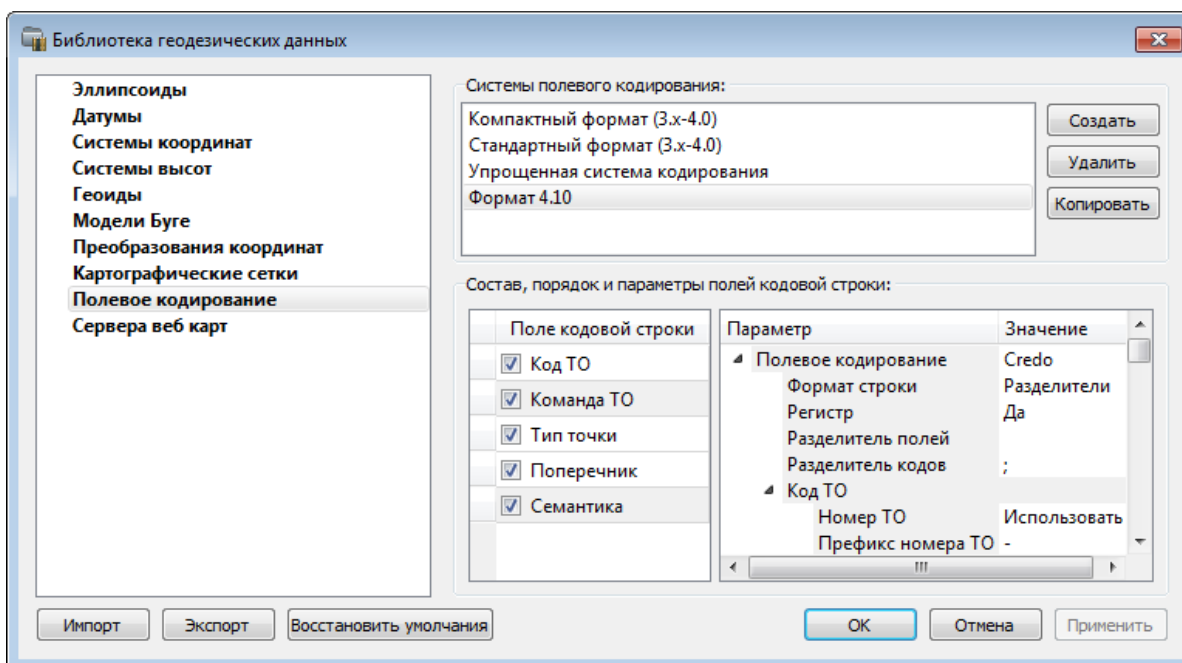 Библиотека геодезических данных
Эллипсоиды
Датумы
Системы координат
Системы высот
Геоиды
Модели Буге
Преобразования координат
Картографические сетки
Полевое кодирование
Сервера веб карт
Системы полевого кодирования:
Компактный формат (3.x-4.0)
Стандартный формат (3.x-4.0)
Упрощенная система кодирования
Формат 4.10
Создать
Удалить
Копировать
Состав, порядок и параметры полей кодовой строки:
Поле кодовой строки
Код ТО
Команда ТО
Тип точки
Поперечник
Семантика
Параметр Значение
Полевое кодирование Credo
Формат строки Разделители
Регистр Да
Разделитель полей
Разделитель кодов ;
Код ТО
Номер ТО Использовать
Префикс номера ТО -
Импорт Экспорт Восстановить умолчания OK Отмена Применить